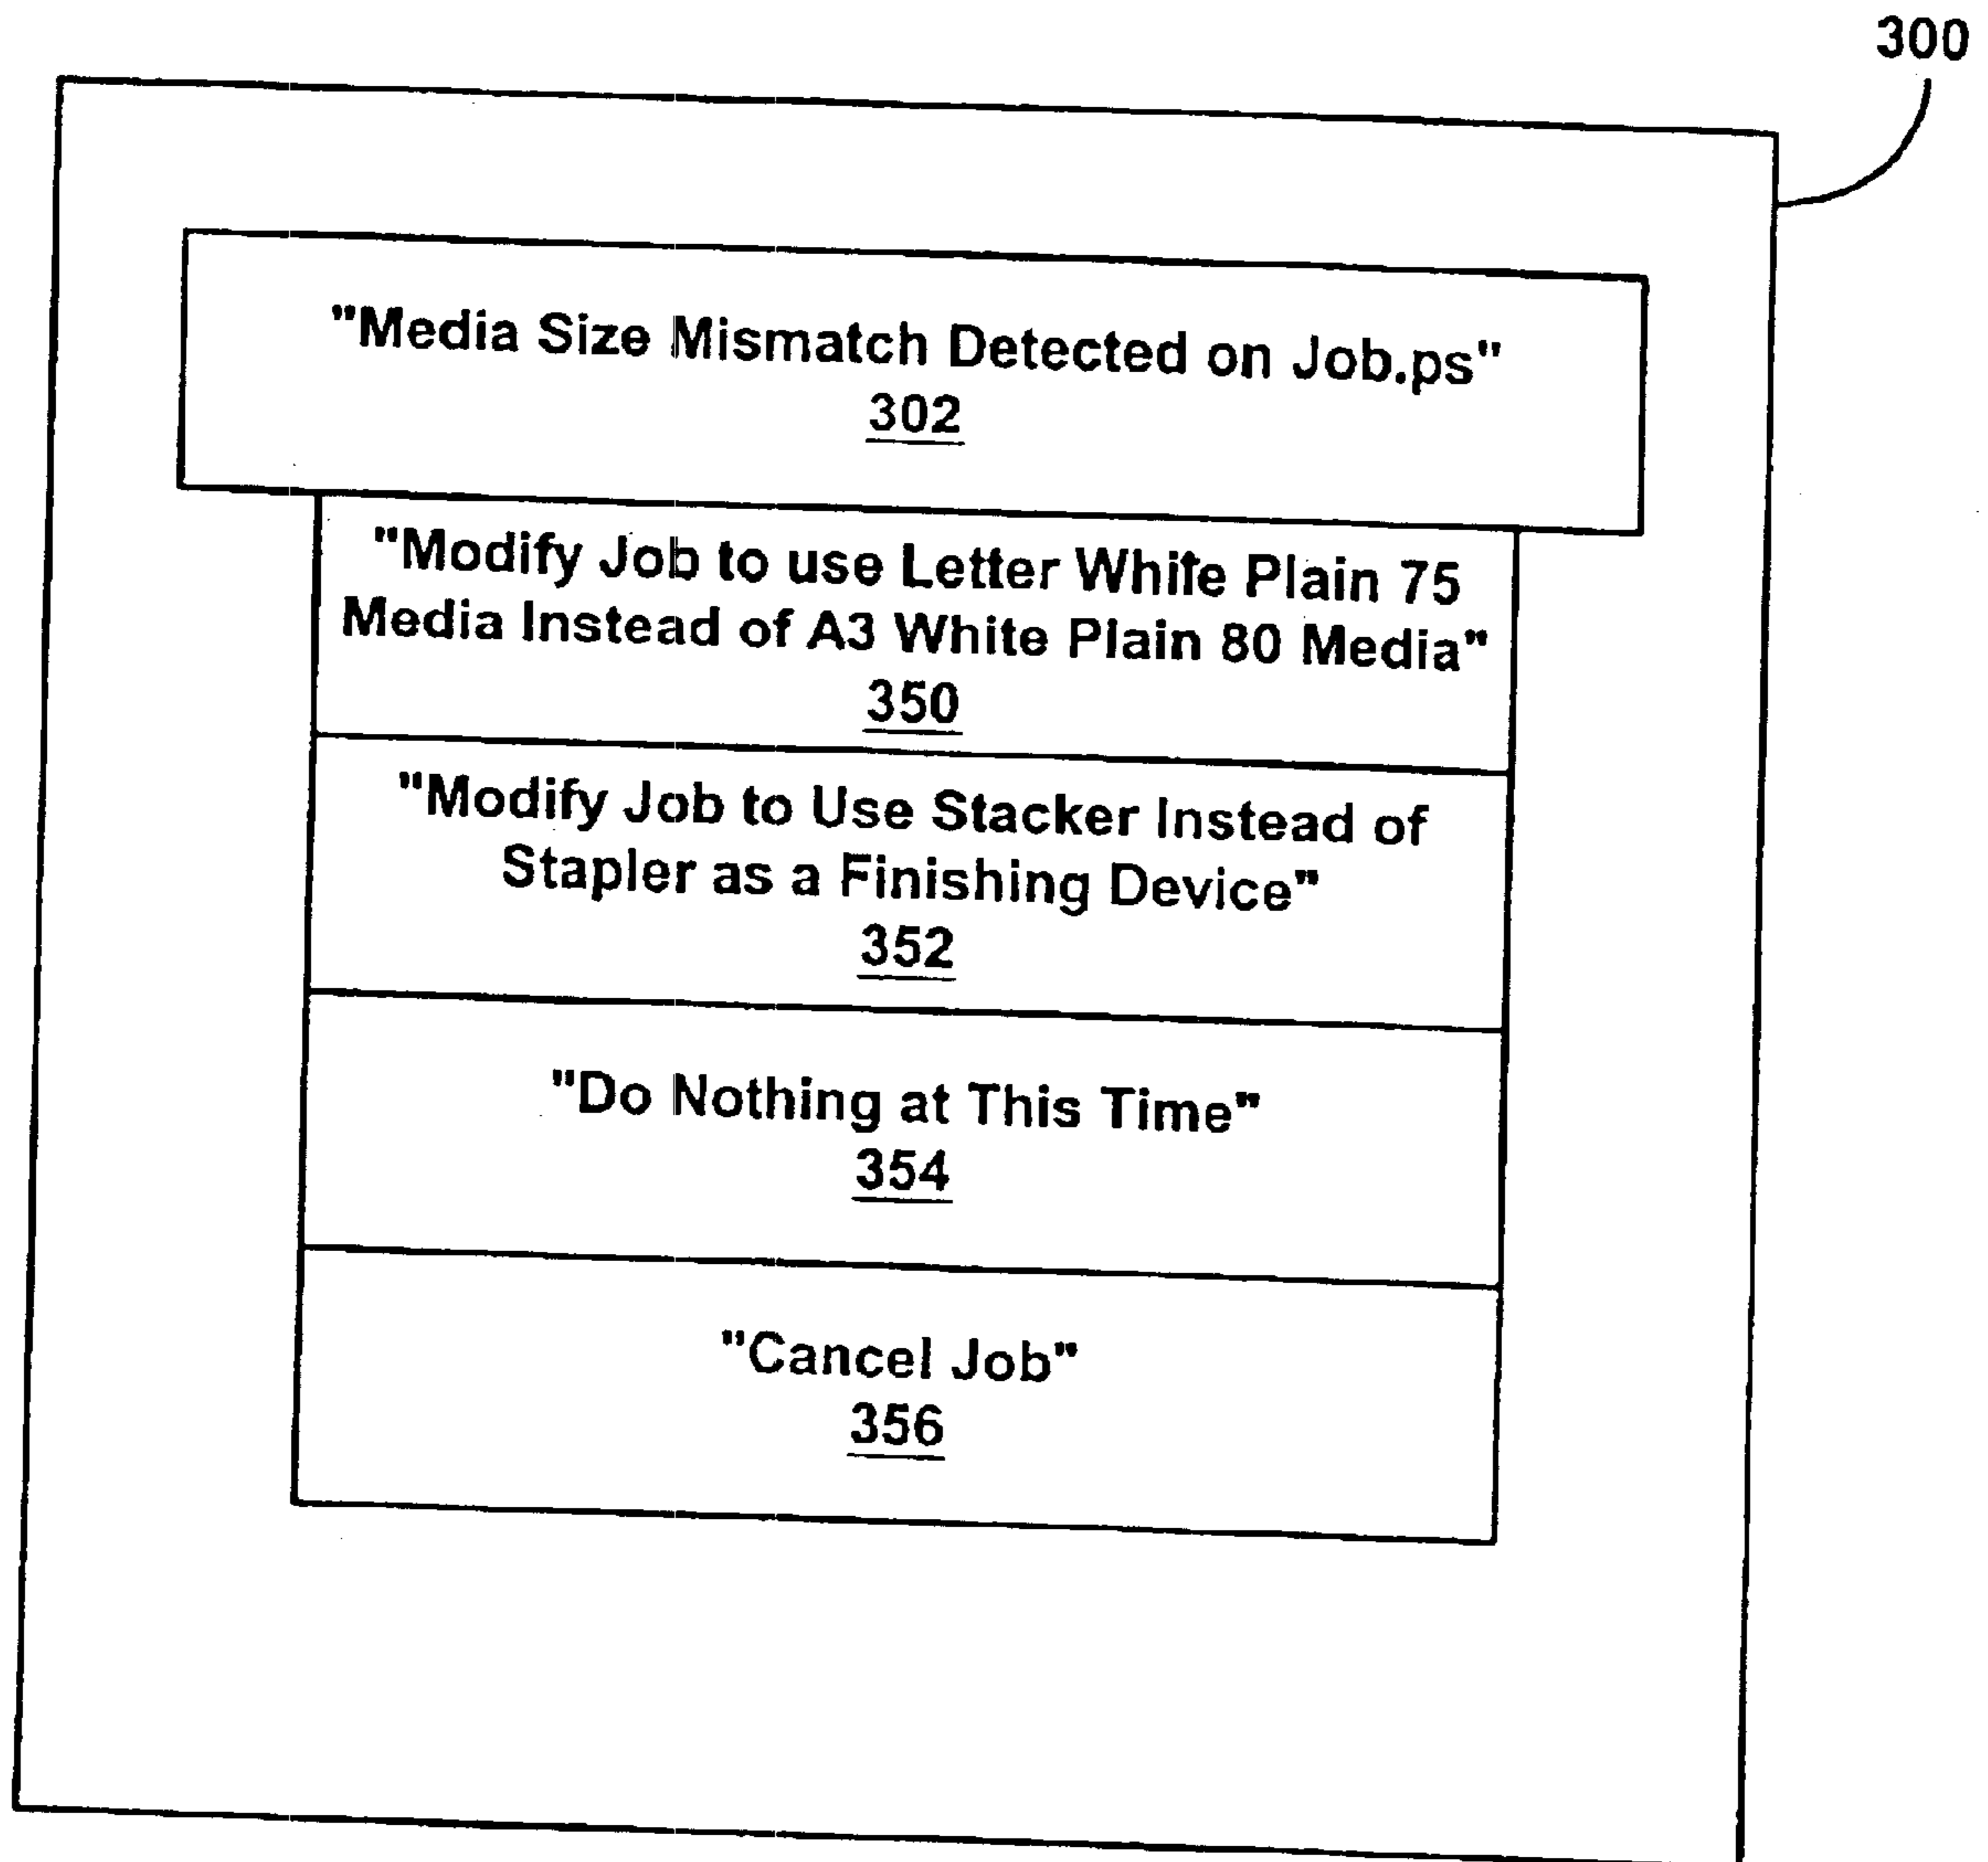 300
"Media Size Mismatch Detected on Job.ps"
302
"Modify Job to use Letter White Plain 75
Media Instead of A3 White Plain 80 Media"
350
"Modify Job to Use Stacker Instead of
Stapler as a Finishing Device"
352
"Do Nothing at This Time"
354
"Cancel Job"
356